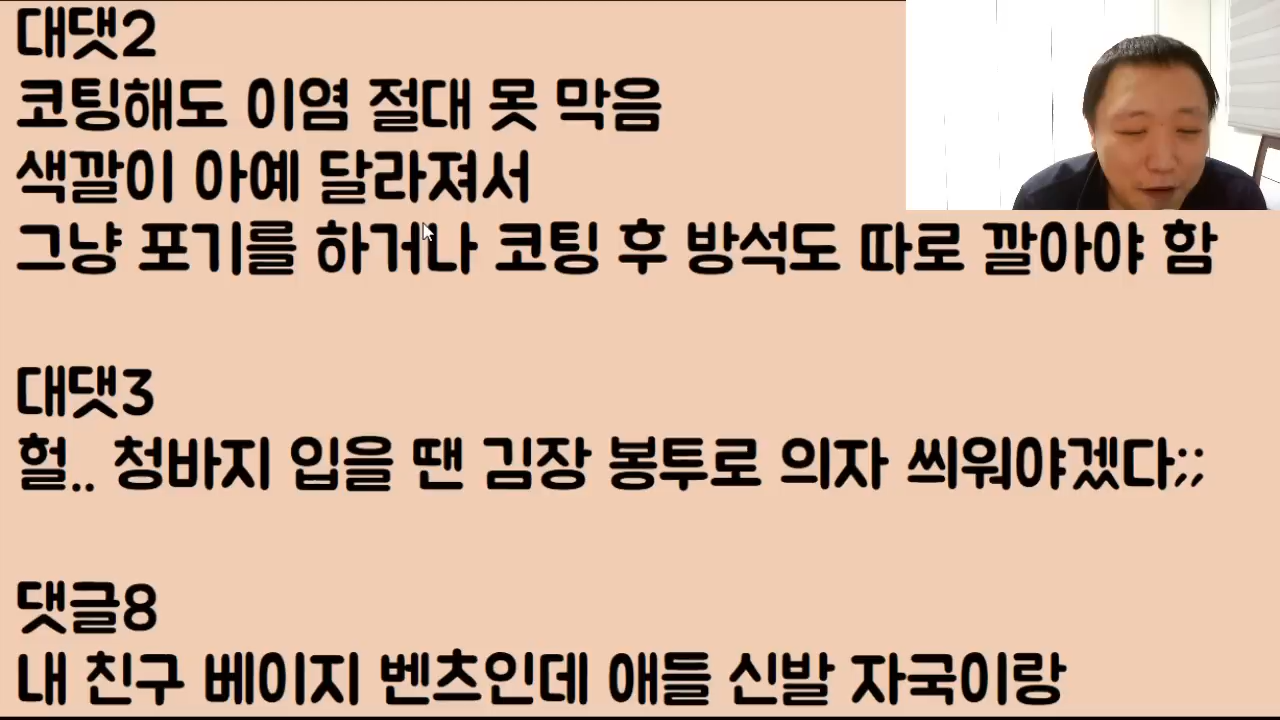 대댓2
코팅해도 이염 절대 못 막음
색깔이 아예 달라져서
그냥 포기를 하거나 코팅 후 방석도 따로 깔아야 함
대댓3
헐.. 청바지 입을 땐 김장 봉투로 의자 씌워야겠다;;
댓글8
내 친구 베이지 벤츠인데 애들 신발 자국이랑